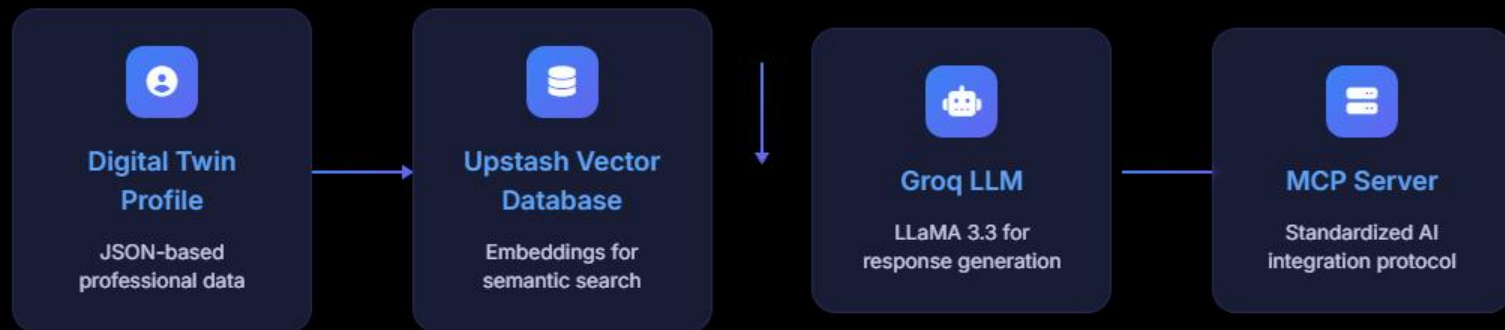 Digital Twin
Profile
JSON-based
professional data
Upstash Vector
Database
Embeddings for
semantic search
Groq LLM
LLaMA 3.3 for
response generation
MCP Server
Standardized AI
integration protocol